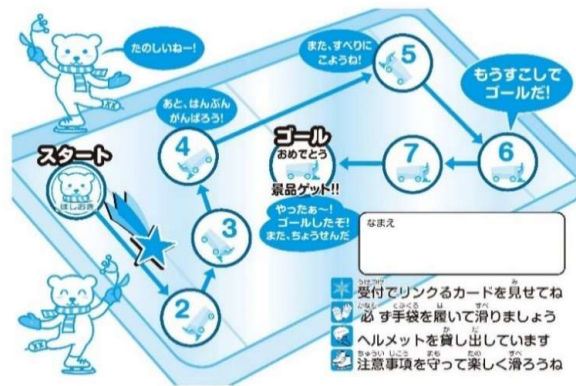 たのしいねー!
また、すべりに
こようね!
5
もうすこしで
ゴールだ!
あと、はんぶん
がんばろう!
4
ゴール
おめでとう
景品ゲット!!
7
6
スタート
はしおき
3
やったぁ～!
ゴールしたぞ!
また、ちょうせんだ
2
なまえ
受付でリンクるカードを見せてね
必ず手袋を履いて滑りましょう
ヘルメットを貸し出しています
注意事項を守って楽しく滑ろうね